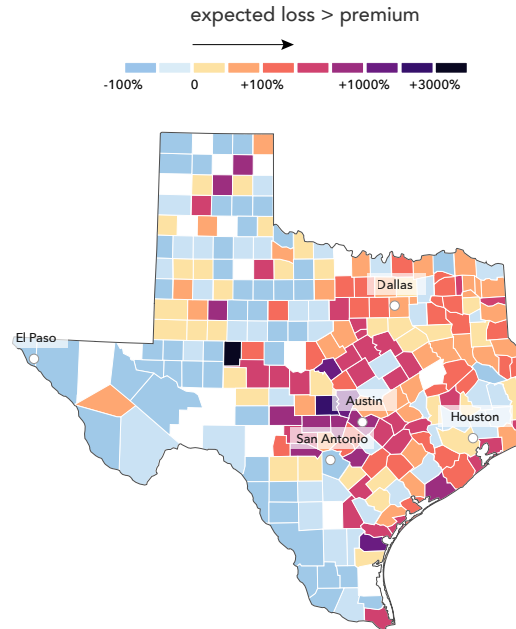 expected loss > premium
-100% 0 +100% +1000% +3000%
Dallas
El Paso
Austin
Houston
San Antonio